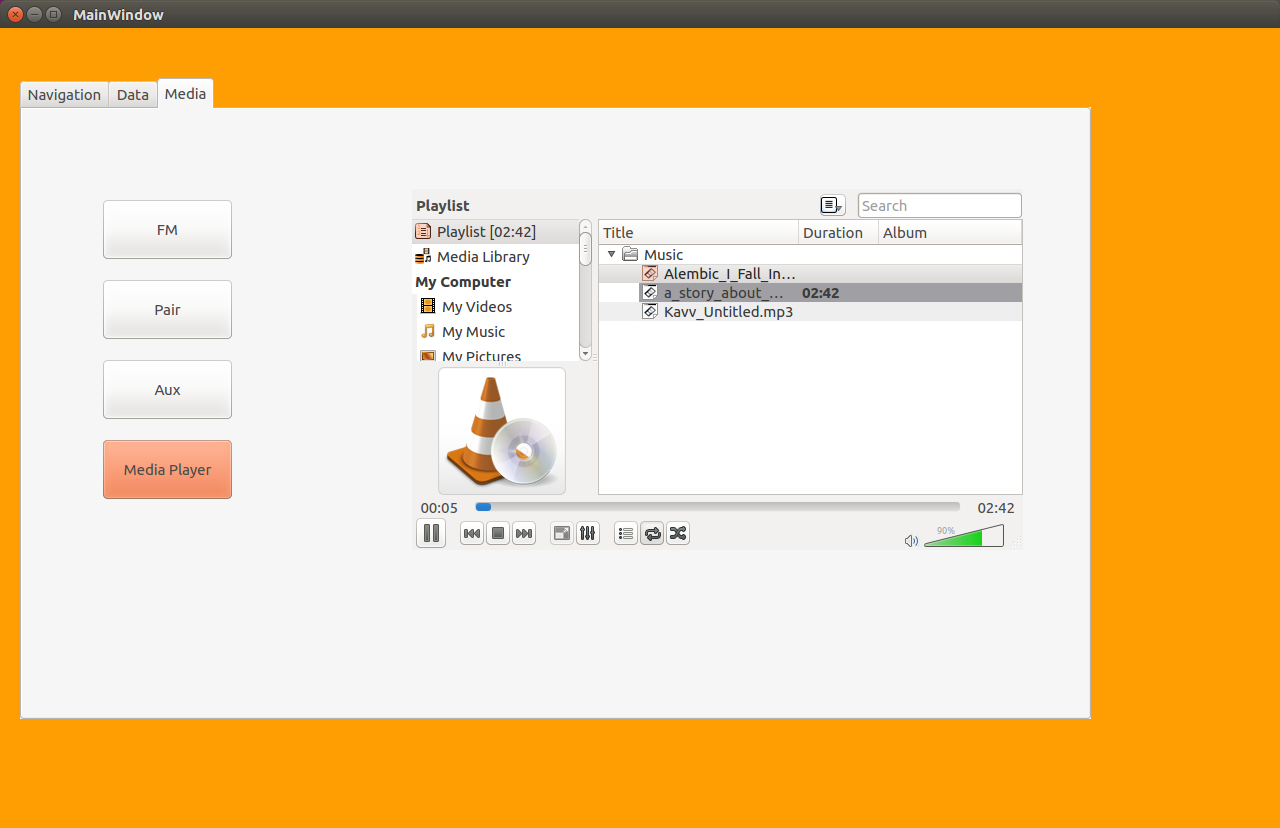 MainWindow
Navigation Data Media
FM
Pair
Aux
Media Player
Playlist
Search
Playlist [02:42]
Media Library
My Computer
My Videos
My Music
My Pictures
Title Duration Album
Music
Alembic_I_Fall_In...
a_story_about_... 02:42
Kavv_Untitled.mp3
00:05 02:42
90%